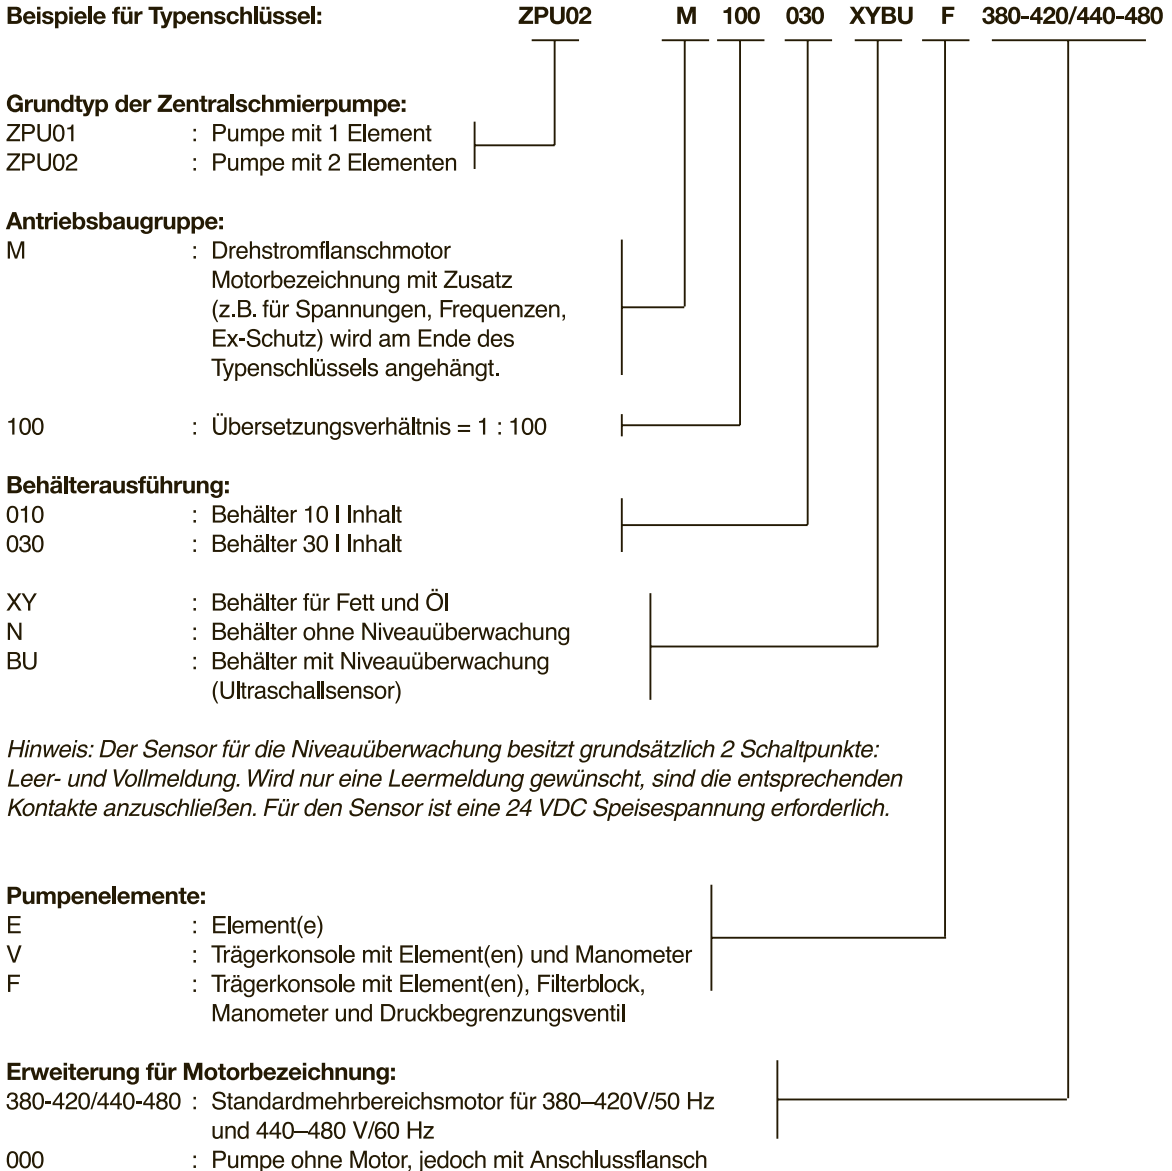 Beispiele für Typenschlüssel: ZPU02 M 100 030 XYBU F 380-420/440-480
Grundtyp der Zentralschmierpumpe:
ZPU01 : Pumpe mit 1 Element
ZPU02 : Pumpe mit 2 Elementen
Antriebsbaugruppe:
M : Drehstromflanschmotor
Motorbezeichnung mit Zusatz
(z.B. für Spannungen, Frequenzen,
Ex-Schutz) wird am Ende des
Typenschlüssels angehängt.
100 : Übersetzungsverhältnis = 1 : 100
Behälterausführung:
010 : Behälter 10 l Inhalt
030 : Behälter 30 l Inhalt
XY : Behälter für Fett und Öl
N : Behälter ohne Niveauüberwachung
BU : Behälter mit Niveauüberwachung
(Ultraschallsensor)
Hinweis: Der Sensor für die Niveauüberwachung besitzt grundsätzlich 2 Schaltpunkte:
Leer- und Vollmeldung. Wird nur eine Leermeldung gewünscht, sind die entsprechenden
Kontakte anzuschließen. Für den Sensor ist eine 24 VDC Speisespannung erforderlich.
Pumpenelemente:
E : Element(e)
V : Trägerkonsole mit Element(en) und Manometer
F : Trägerkonsole mit Element(en), Filterblock,
Manometer und Druckbegrenzungsventil
Erweiterung für Motorbezeichnung:
380-420/440-480 : Standardmehrbereichsmotor für 380–420V/50 Hz
und 440–480 V/60 Hz
000 : Pumpe ohne Motor, jedoch mit Anschlussflansch